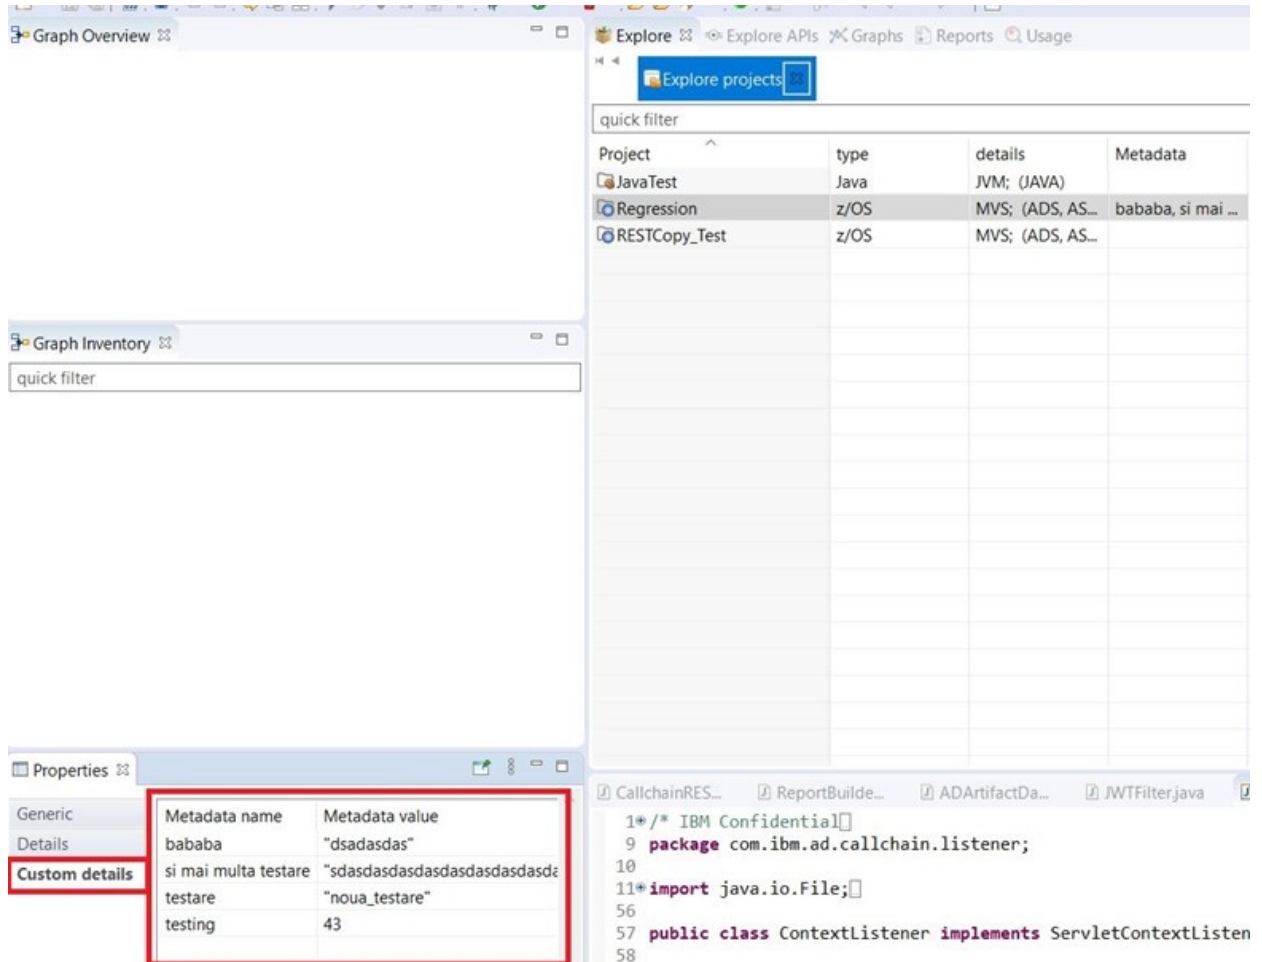 Graph Overview
Explore Explore APIs Graphs Reports Usage
Explore projects
quick filter
Project type details Metadata
JavaTest Java JVM; (JAVA)
Regression z/OS MVS; (ADS, AS... bababa, si mai ...
RESTCopy_Test z/OS MVS; (ADS, AS...
Graph Inventory
quick filter
Properties
Generic
Details
Custom details
Metadata name Metadata value
bababa "dsadasdas"
si mai multa testare "sdasdasdasdasdasdasdasdasda
testare "noua_testare"
testing 43
CallchainRES... ReportBuilde... ADArtifactDa... JWTFilter.java
1 /* IBM Confidential
9 package com.ibm.ad.callchain.listener;
10
11 import java.io.File;
56
57 public class ContextListener implements ServletContextListen
58